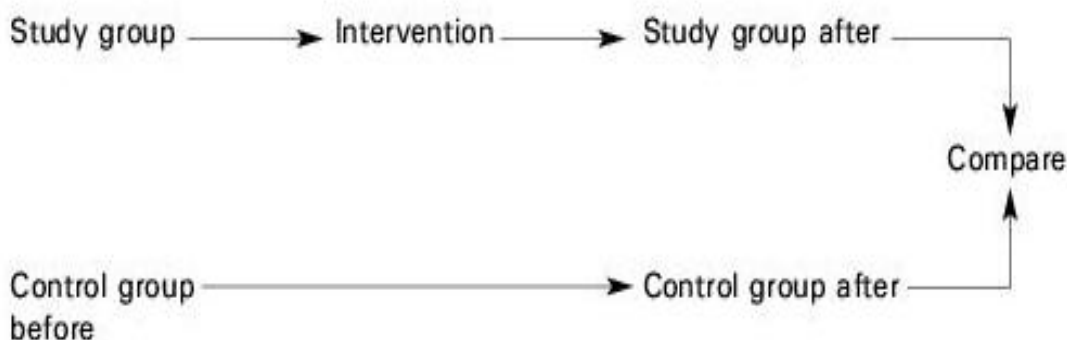 Study group Intervention Study group after
Compare
Control group Control group after
before